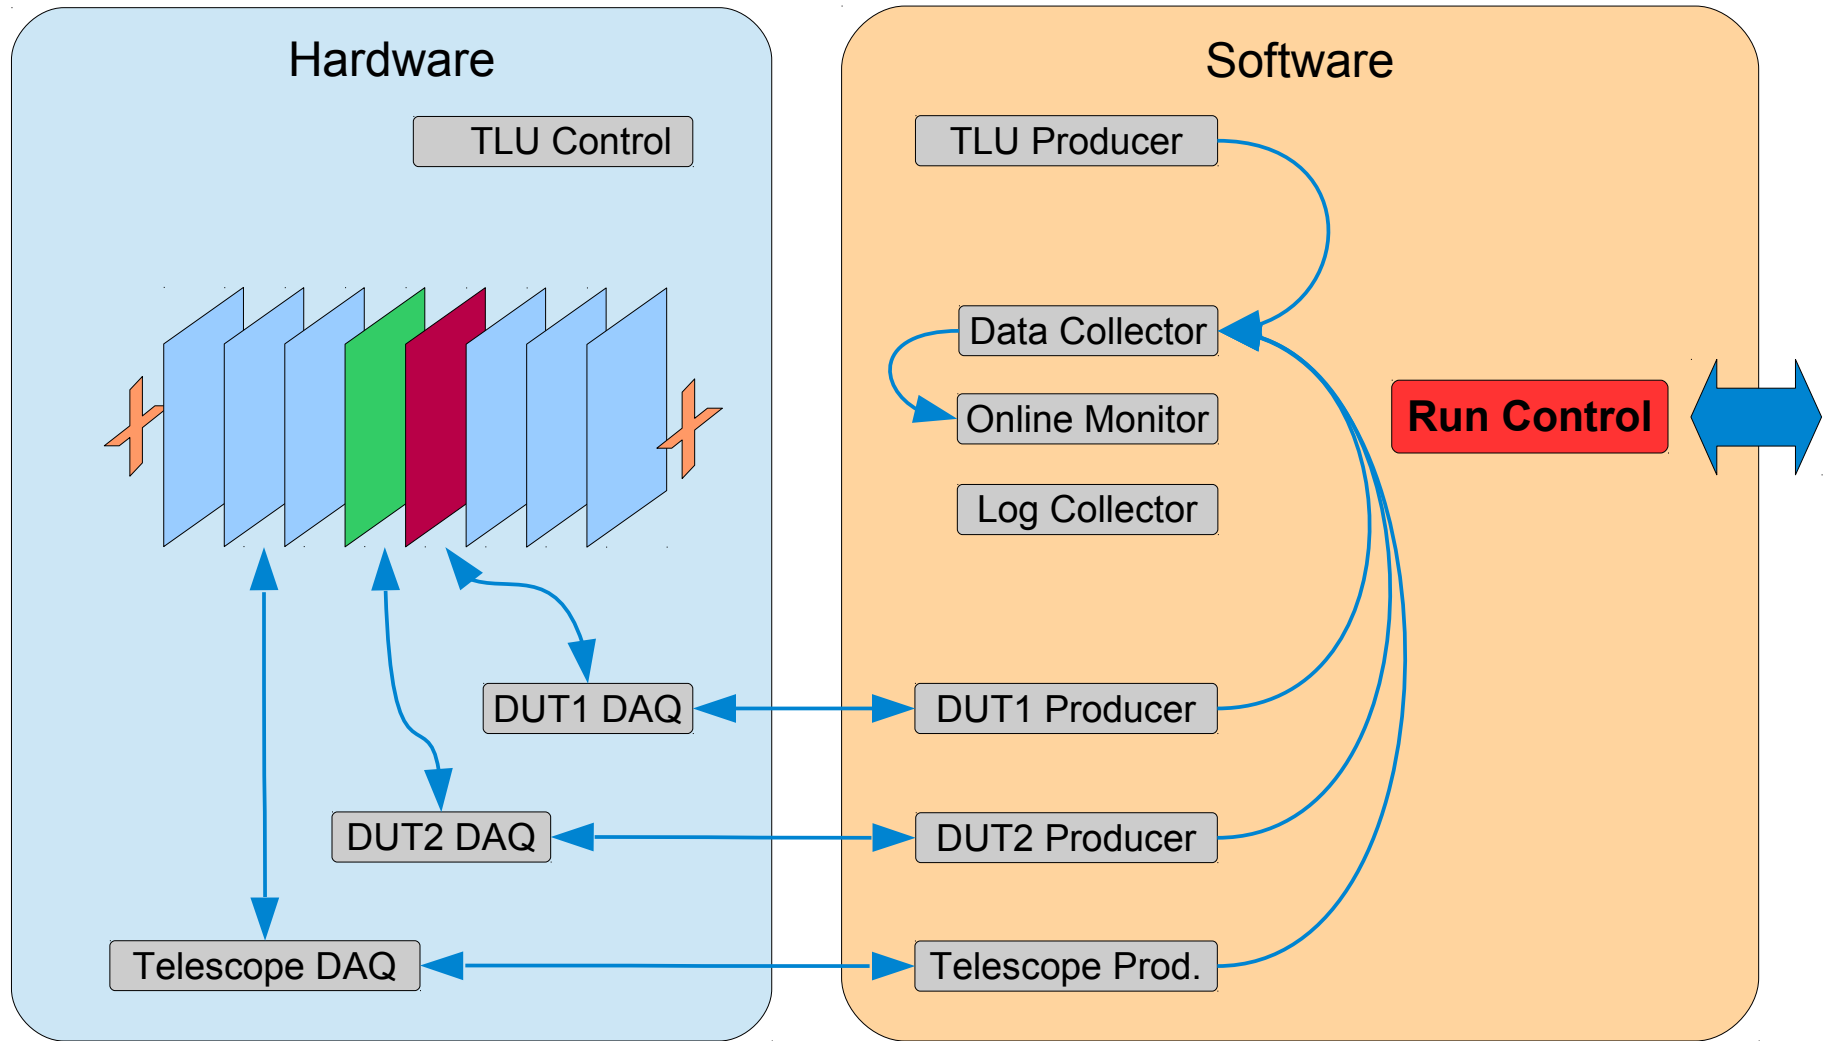 Hardware
TLU Control
DUT1 DAQ
DUT2 DAQ
Telescope DAQ
Software
TLU Producer
Data Collector
Online Monitor
Log Collector
Run Control
DUT1 Producer
DUT2 Producer
Telescope Prod.